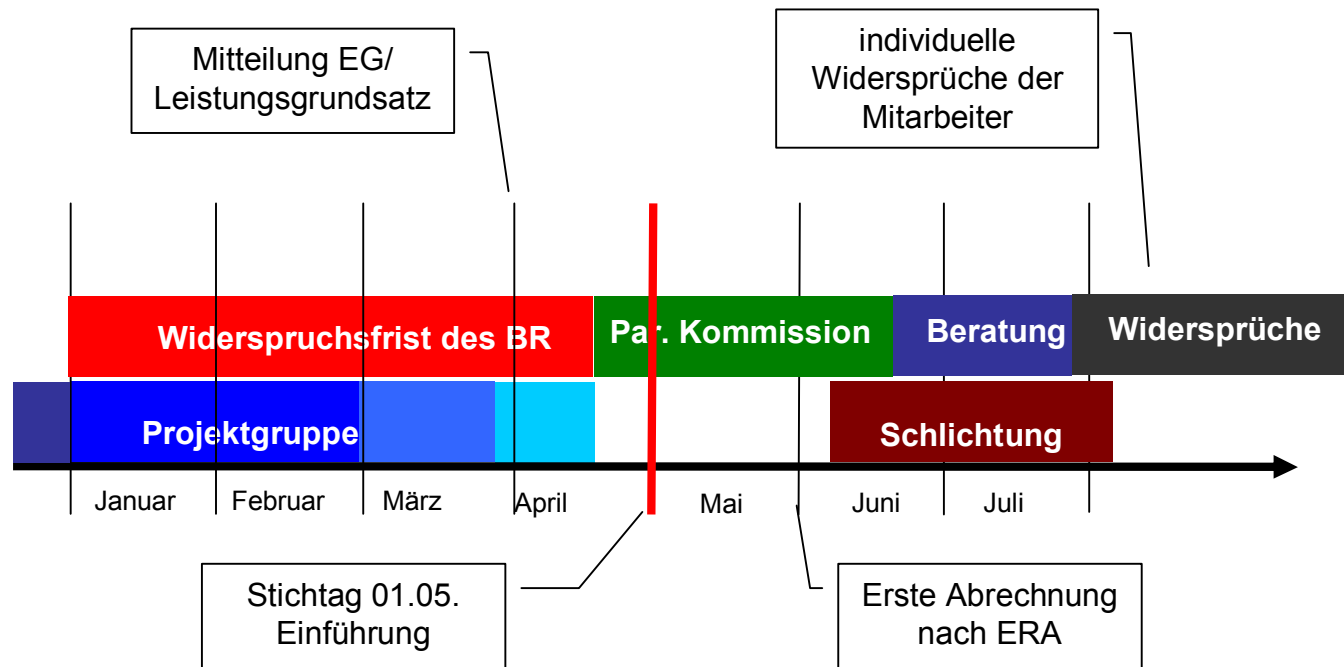 Mitteilung EG/
Leistungsgrundsatz
individuelle
Widersprüche der
Mitarbeiter
Widerspruchsfrist des BR
Par. Kommission
Beratung
Widersprüche
Projektgruppe
Schlichtung
Januar
Februar
März
April
Mai
Juni
Juli
Stichtag 01.05.
Einführung
Erste Abrechnung
nach ERA